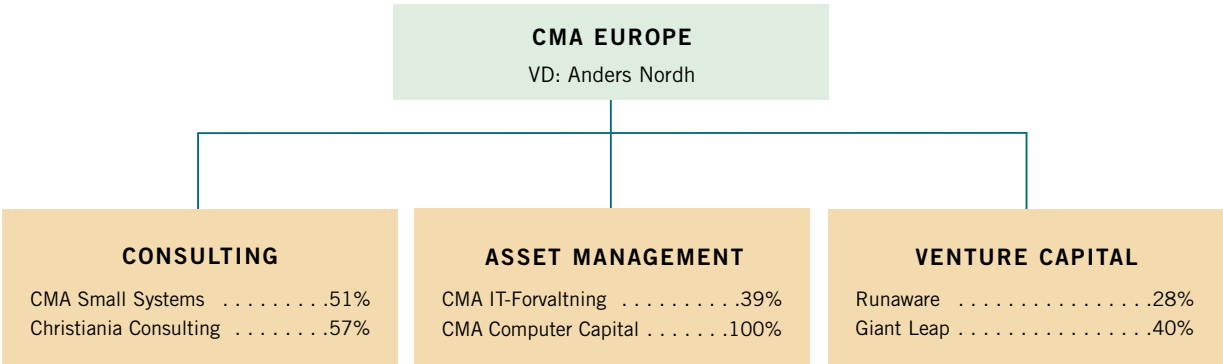 CMA EUROPE
VD: Anders Nordh
CONSULTING
CMA Small Systems . . . . . . . . .51%
Christiania Consulting . . . . . . . .57%
ASSET MANAGEMENT
CMA IT-Forvaltning . . . . . . . . . .39%
CMA Computer Capital . . . . . . .100%
VENTURE CAPITAL
Runaware . . . . . . . . . . . . . . . . .28%
Giant Leap . . . . . . . . . . . . . . . . .40%